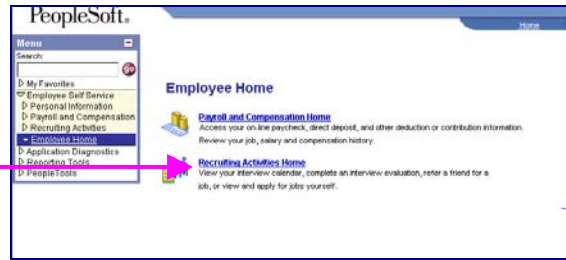 PeopleSoft.
Home
Menu
Search:
My Favorites
Employee Self Service
Personal Information
Payroll and Compensation
Recruiting Activities
Employee Home
Application Diagnostics
Reporting Tools
PeopleTools
Employee Home
Payroll and Compensation Home
Access your on-line paycheck, direct deposit, and other deduction or contribution information.
Review your job, salary and compensation history.
Recruiting Activities Home
View your interview calendar, complete an interview evaluation, refer a friend for a
job, or view and apply for jobs yourself.